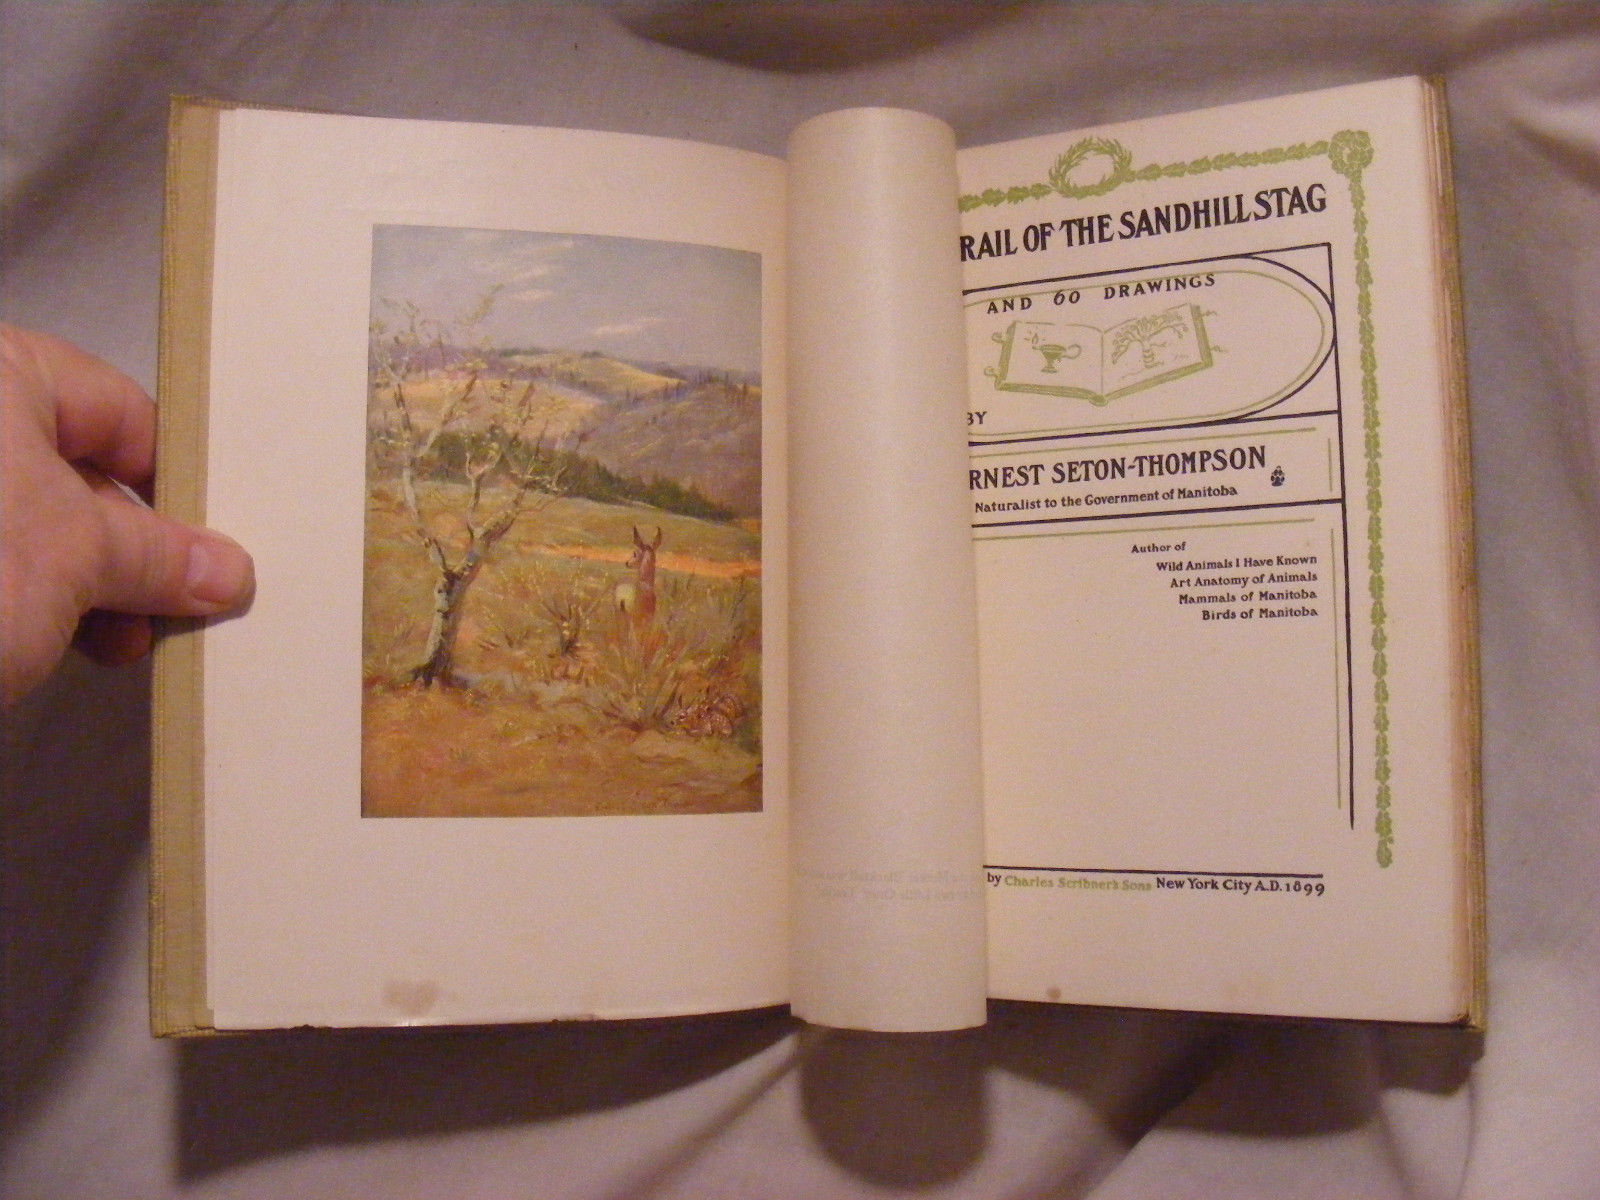 RAIL OF THE SANDHILL STAG
AND 60 DRAWINGS
BY
RNEST SETON-THOMPSON
Naturalist to the Government of Manitoba
Author of
Wild Animals I Have Known
Art Anatomy of Animals
Mammals of Manitoba
Birds of Manitoba
by Charles Scribner's Sons New York City A.D. 1899